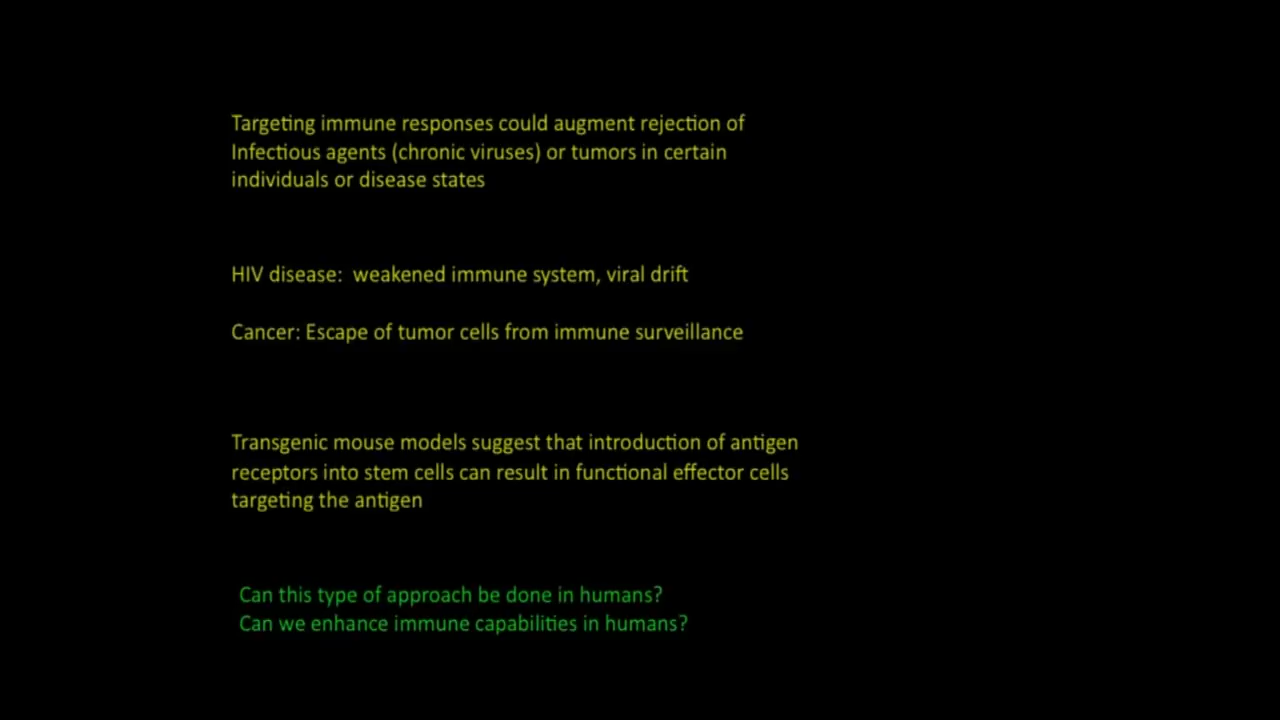 Targeting immune responses could augment rejection of
Infectious agents (chronic viruses) or tumors in certain
individuals or disease states
HIV disease:  weakened immune system, viral drift
Cancer: Escape of tumor cells from immune surveillance
Transgenic mouse models suggest that introduction of antigen
receptors into stem cells can result in functional effector cells
targeting the antigen
Can this type of approach be done in humans?
Can we enhance immune capabilities in humans?